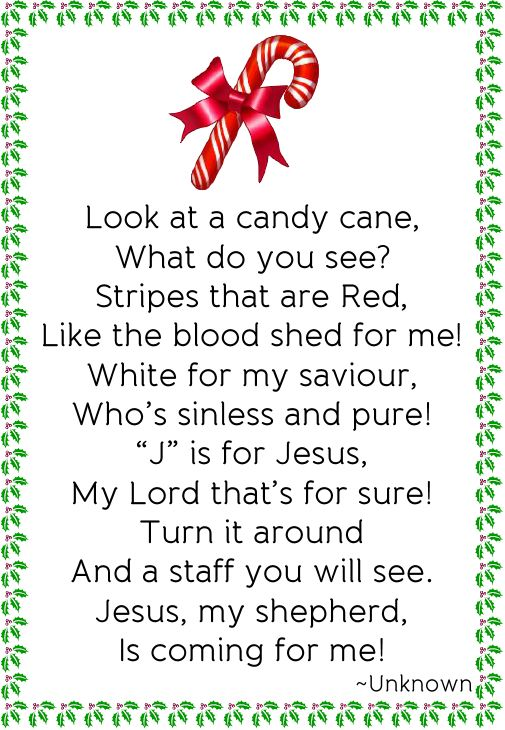 Look at a candy cane,
What do you see?
Stripes that are Red,
Like the blood shed for me!
White for my saviour,
Who’s sinless and pure!
“J” is for Jesus,
My Lord that’s for sure!
Turn it around
And a staff you will see.
Jesus, my shepherd,
Is coming for me!
~Unknown